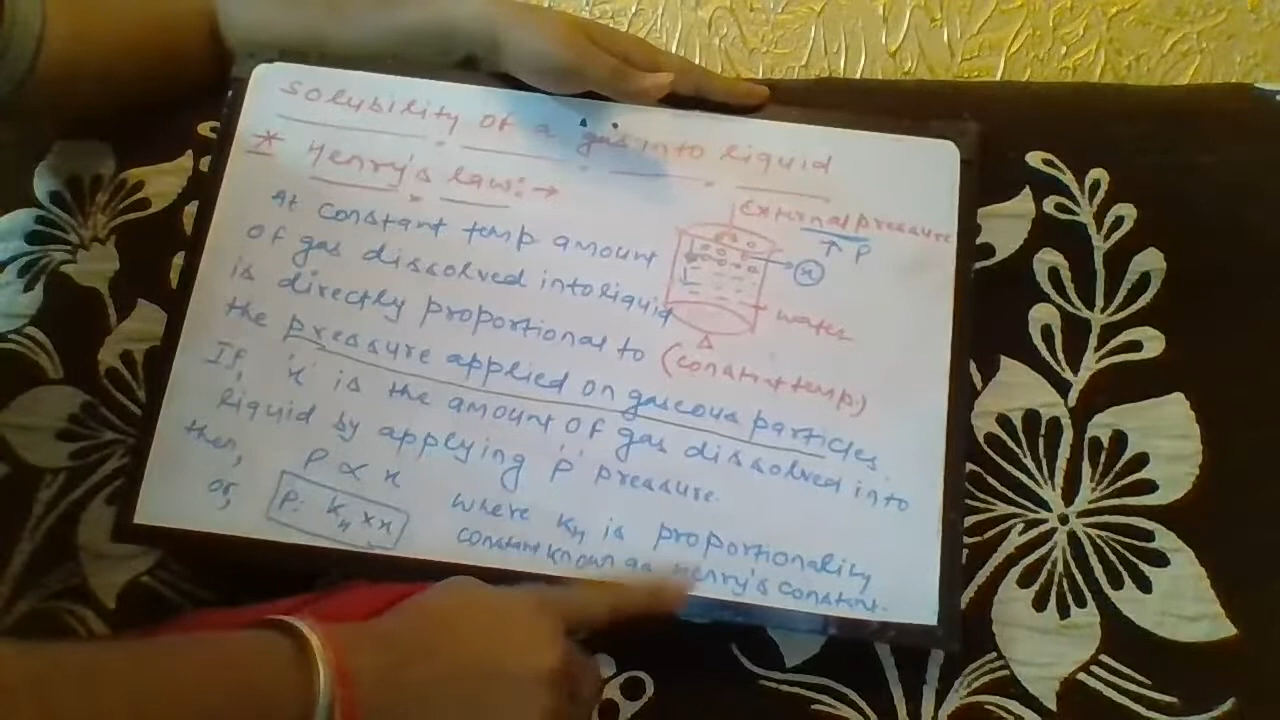 Solubility of a gas into liquid
* Henry's law:→
At constant temp amount
of gas dissolved into liquid
is directly proportional to
the pressure applied on gaseous particles.
External pressure
↑ P
x
water
Δ
(constant temp.)
If, 'x' is the amount of gas dissolved into
liquid by applying 'p' pressure.
then, P ∝ x
or, P = K_H × x
where K_H is proportionality
constant known as Henry's constant.